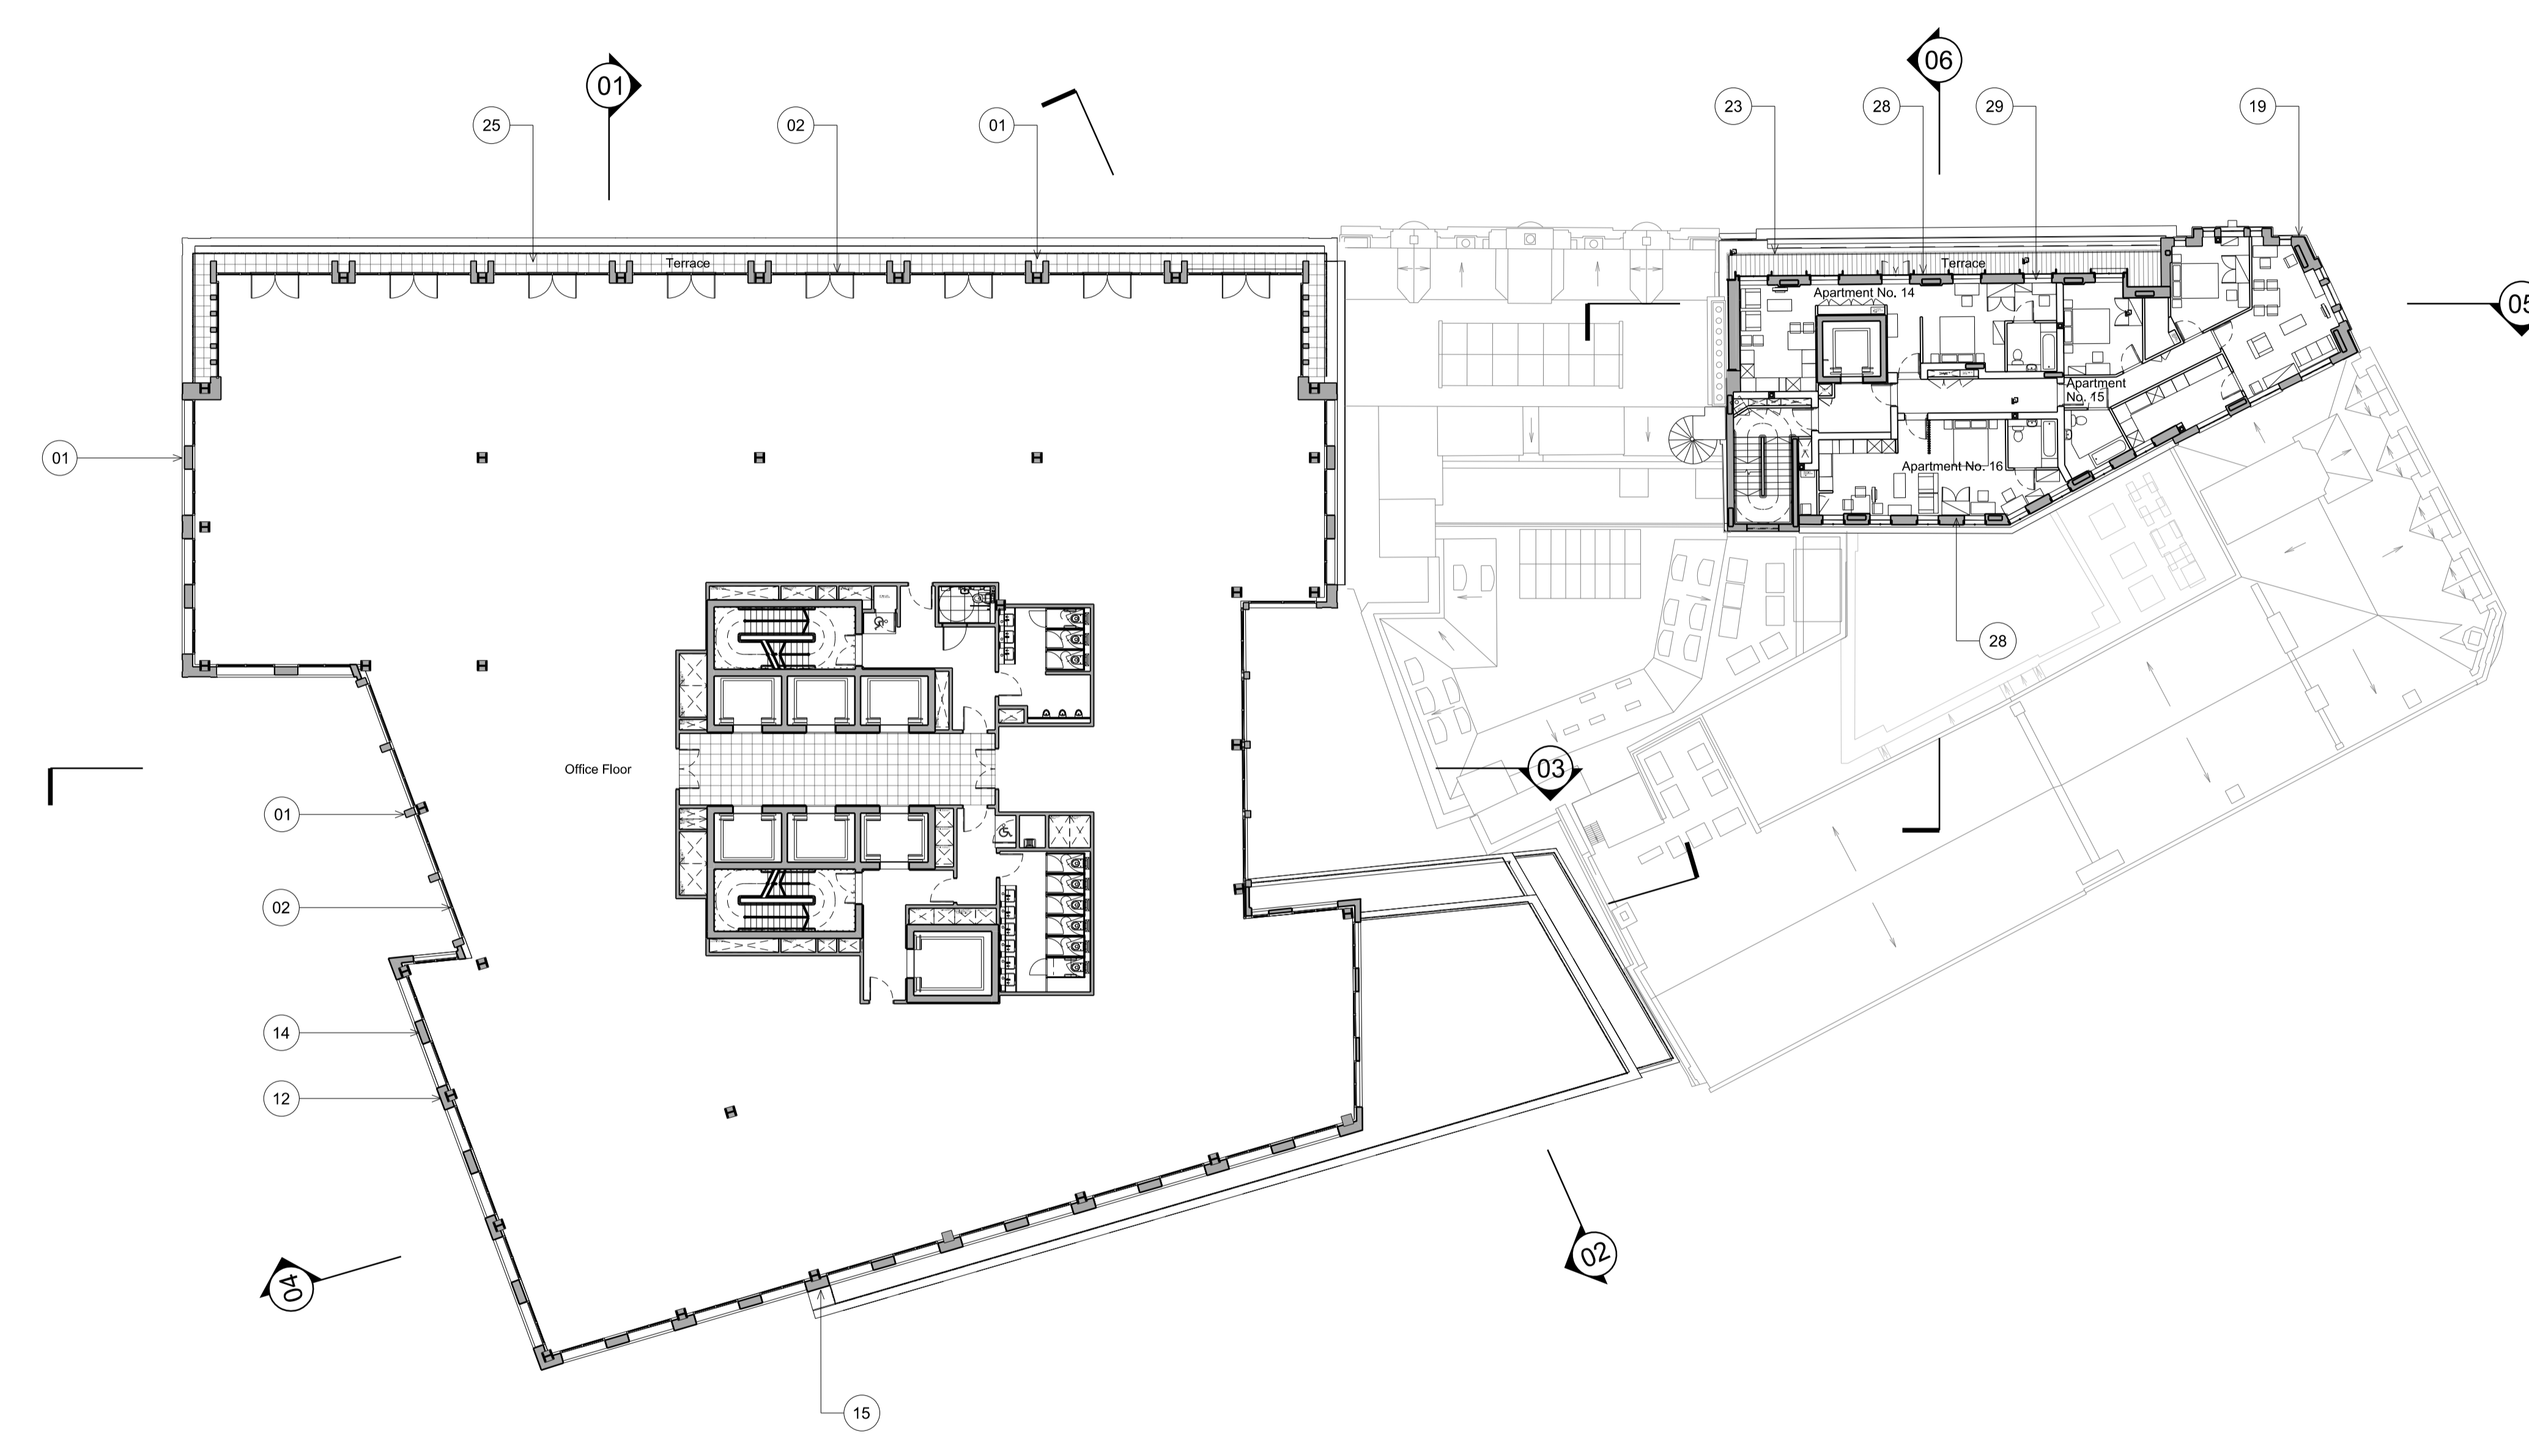 01
06
25
02
01
23
28
29
19
Terrace
Terrace
Apartment No. 14
05
Apartment
No. 15
01
Apartment No. 16
28
Office Floor
03
01
02
14
12
02
04
15